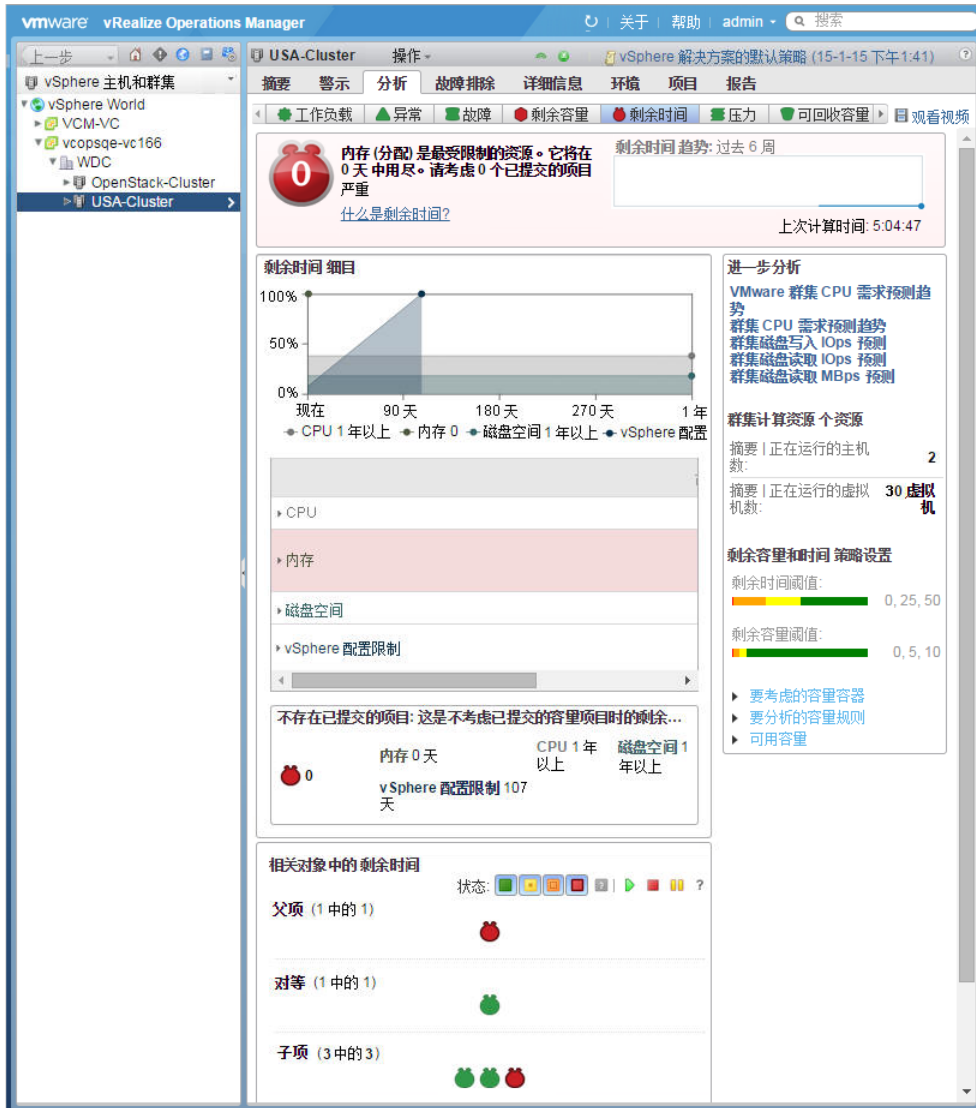 vmware vRealize Operations Manager
关于 帮助 admin 搜索
上一步
USA-Cluster 操作 vSphere 解决方案的默认策略 (15-1-15 下午1:41)
vSphere 主机和群集
vSphere World
VCM-VC
vcopsqe-vc166
WDC
OpenStack-Cluster
USA-Cluster
摘要 警示 分析 故障排除 详细信息 环境 项目 报告
工作负载 异常 故障 剩余容量 剩余时间 压力 可回收容量 观看视频
0
内存 (分配) 是最受限制的资源。它将在
0 天 中用尽。请考虑 0 个已提交的项目
严重
什么是剩余时间?
剩余时间 趋势: 过去 6 周
上次计算时间: 5:04:47
剩余时间 细目
100%
50%
0%
现在 90 天 180 天 270 天 1 年
CPU 1 年以上 内存 0 磁盘空间 1 年以上 vSphere 配置
CPU
内存
磁盘空间
vSphere 配置限制
不存在已提交的项目: 这是不考虑已提交的容量项目时的剩余...
0
内存 0 天
CPU 1 年
以上
磁盘空间 1
年以上
vSphere 配置限制 107
天
相关对象中的 剩余时间
状态:
父项 (1 中的 1)
对等 (1 中的 1)
子项 (3 中的 3)
进一步分析
VMware 群集 CPU 需求预测趋
势
群集 CPU 需求预测趋势
群集磁盘写入 IOps 预测
群集磁盘读取 IOps 预测
群集磁盘读取 MBps 预测
群集计算资源 个资源
摘要 | 正在运行的主机
数:
2
摘要 | 正在运行的虚拟
机数:
30 虚拟
机
剩余容量和时间 策略设置
剩余时间阈值:
0, 25, 50
剩余容量阈值:
0, 5, 10
要考虑的容量容器
要分析的容量规则
可用容量